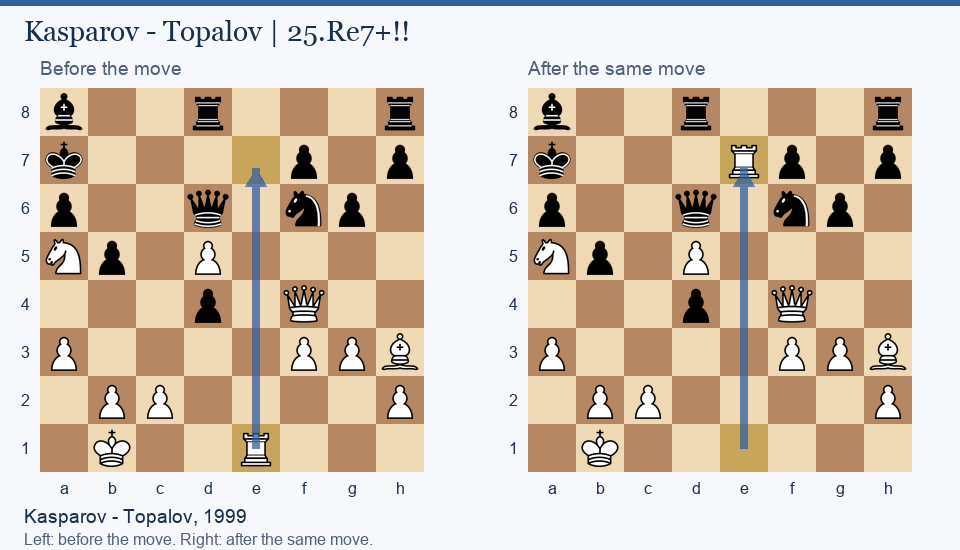 Kasparov - Topalov | 25.Re7+!!
Before the move
After the same move
8 8
7 7
6 6
5 5
4 4
3 3
2 2
1 1
a b c d e f g h a b c d e f g h
Kasparov - Topalov, 1999
Left: before the move. Right: after the same move.